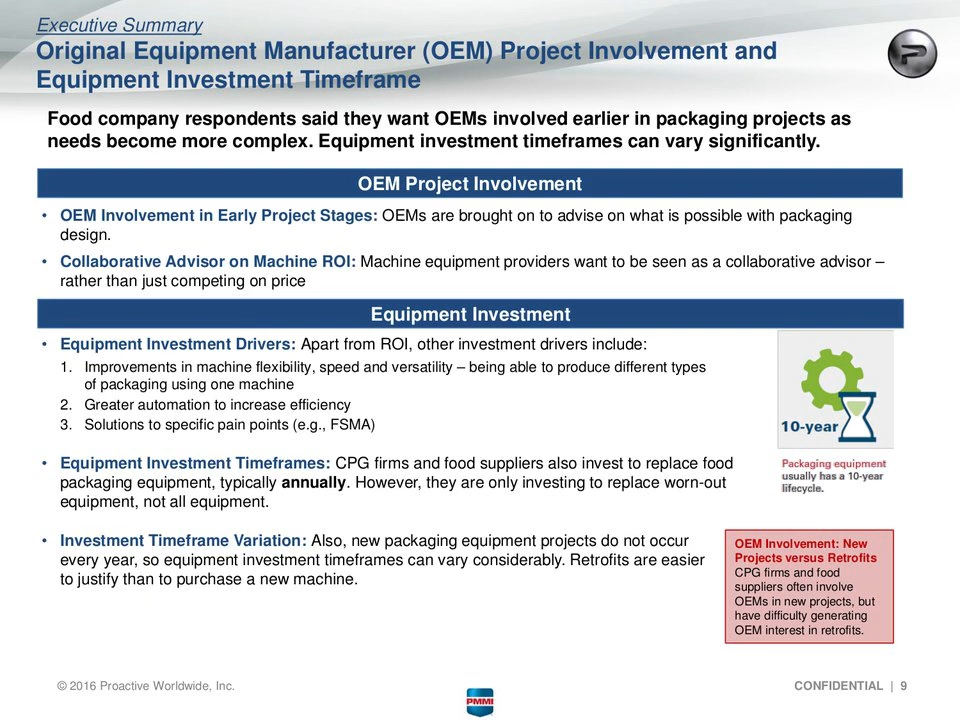 Executive Summary
Original Equipment Manufacturer (OEM) Project Involvement and
Equipment Investment Timeframe
P
Food company respondents said they want OEMs involved earlier in packaging projects as
needs become more complex. Equipment investment timeframes can vary significantly.
OEM Project Involvement
• OEM Involvement in Early Project Stages: OEMs are brought on to advise on what is possible with packaging
design.
• Collaborative Advisor on Machine ROI: Machine equipment providers want to be seen as a collaborative advisor –
rather than just competing on price
Equipment Investment
• Equipment Investment Drivers: Apart from ROI, other investment drivers include:
1. Improvements in machine flexibility, speed and versatility – being able to produce different types
of packaging using one machine
2. Greater automation to increase efficiency
3. Solutions to specific pain points (e.g., FSMA)
10-year
Packaging equipment
usually has a 10-year
lifecycle.
• Equipment Investment Timeframes: CPG firms and food suppliers also invest to replace food
packaging equipment, typically annually. However, they are only investing to replace worn-out
equipment, not all equipment.
• Investment Timeframe Variation: Also, new packaging equipment projects do not occur
every year, so equipment investment timeframes can vary considerably. Retrofits are easier
to justify than to purchase a new machine.
OEM Involvement: New
Projects versus Retrofits
CPG firms and food
suppliers often involve
OEMs in new projects, but
have difficulty generating
OEM interest in retrofits.
© 2016 Proactive Worldwide, Inc.
PMMI
CONFIDENTIAL | 9